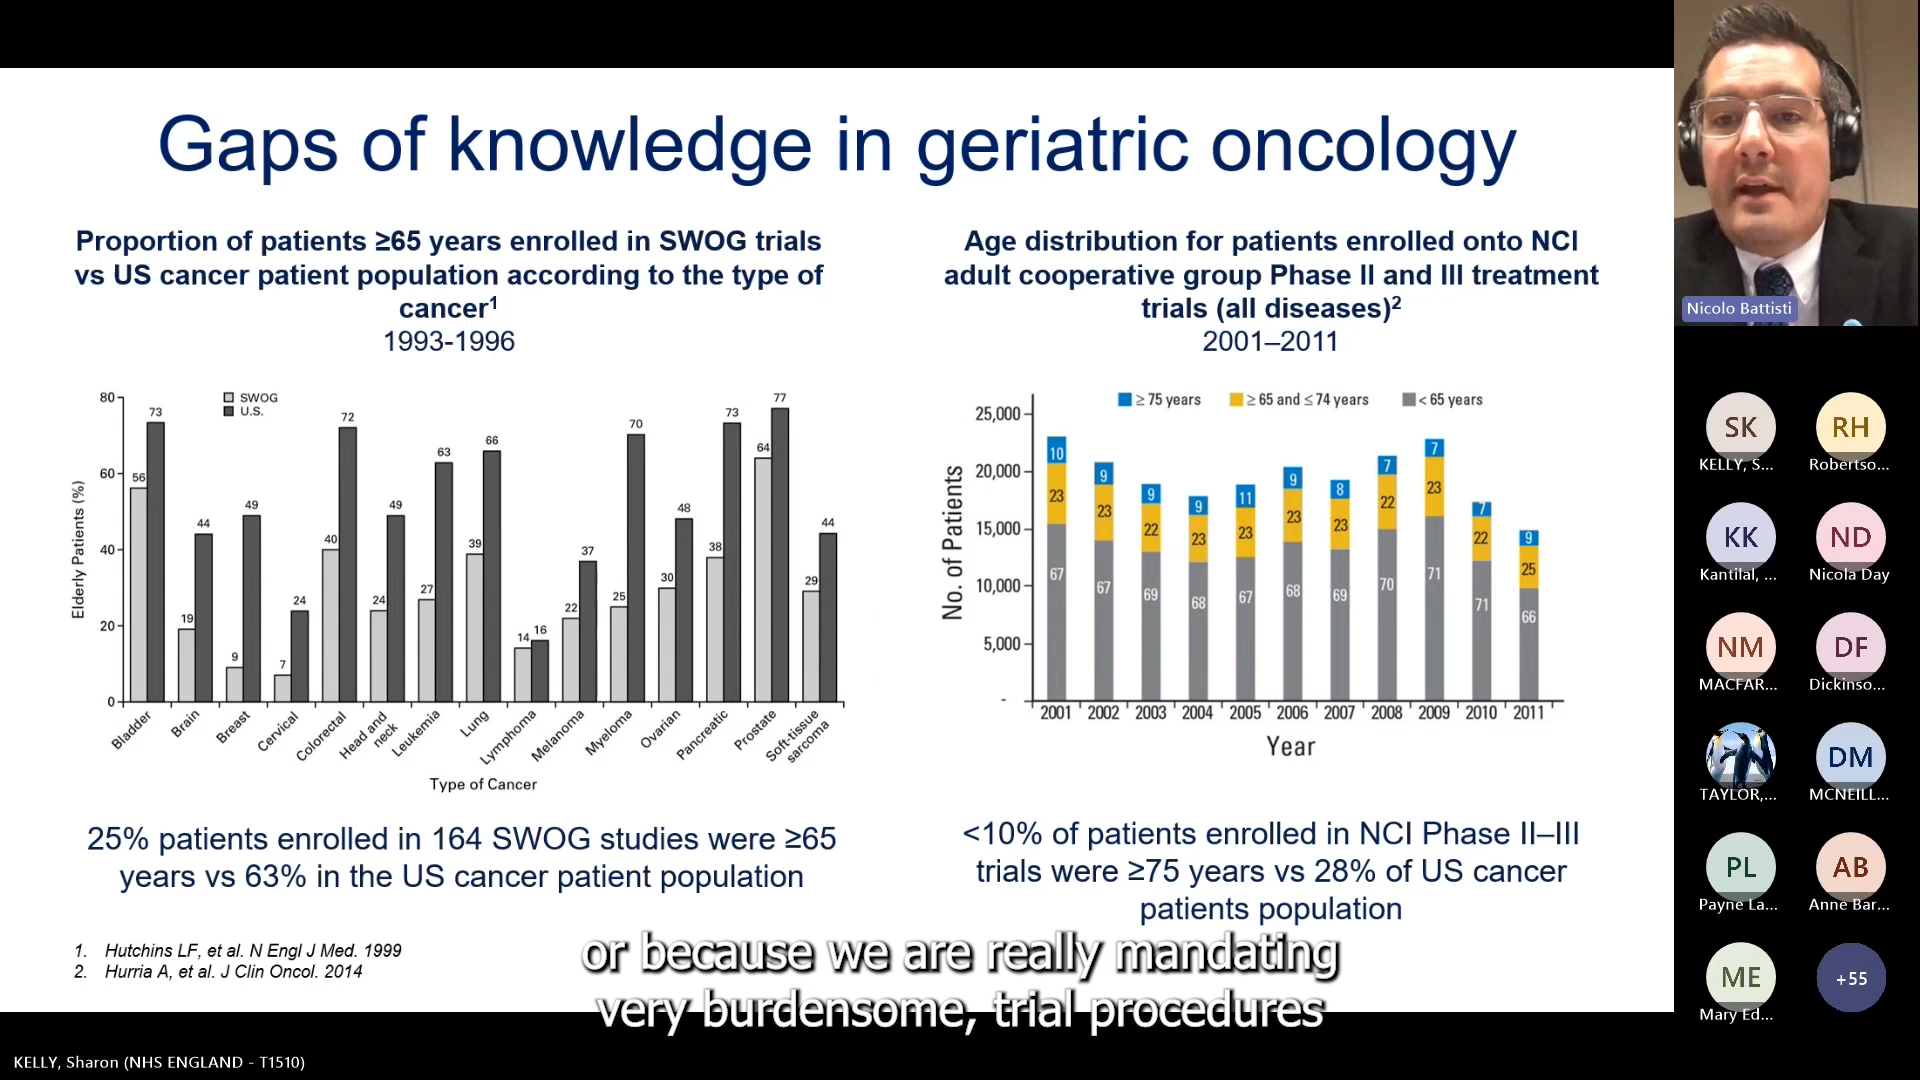 Gaps of knowledge in geriatric oncology
Proportion of patients ≥65 years enrolled in SWOG trials
vs US cancer patient population according to the type of
cancer¹
1993-1996
80
60
40
20
0
Elderly Patients (%)
SWOG
U.S.
56 73
19 44
9 49
7 24
40 72
24 49
27 63
39 66
14 16
22 37
25 70
30 48
38 73
64 77
29 44
Bladder
Brain
Breast
Cervical
Colorectal
Head and
neck
Leukemia
Lung
Lymphoma
Melanoma
Myeloma
Ovarian
Pancreatic
Prostate
Soft-tissue
sarcoma
Type of Cancer
25% patients enrolled in 164 SWOG studies were ≥65
years vs 63% in the US cancer patient population
1. Hutchins LF, et al. N Engl J Med. 1999
2. Hurria A, et al. J Clin Oncol. 2014
Age distribution for patients enrolled onto NCI
adult cooperative group Phase II and III treatment
trials (all diseases)²
2001–2011
≥ 75 years ≥ 65 and ≤ 74 years < 65 years
25,000
20,000
15,000
10,000
5,000
-
No. of Patients
10 9 9 9 11 9 8 7 7 7 9
23 23 22 23 23 23 23 22 23 22 25
67 67 69 68 67 68 69 70 71 71 66
2001 2002 2003 2004 2005 2006 2007 2008 2009 2010 2011
Year
<10% of patients enrolled in NCI Phase II–III
trials were ≥75 years vs 28% of US cancer
patients population
or because we are really mandating
very burdensome, trial procedures
Nicolo Battisti
SK RH
KELLY, S... Robertso...
KK ND
Kantilal, ... Nicola Day
NM DF
MACFAR... Dickinso...
DM
TAYLOR,... MCNEILL...
PL AB
Payne La... Anne Bar...
ME +55
Mary Ed...
KELLY, Sharon (NHS ENGLAND - T1510)